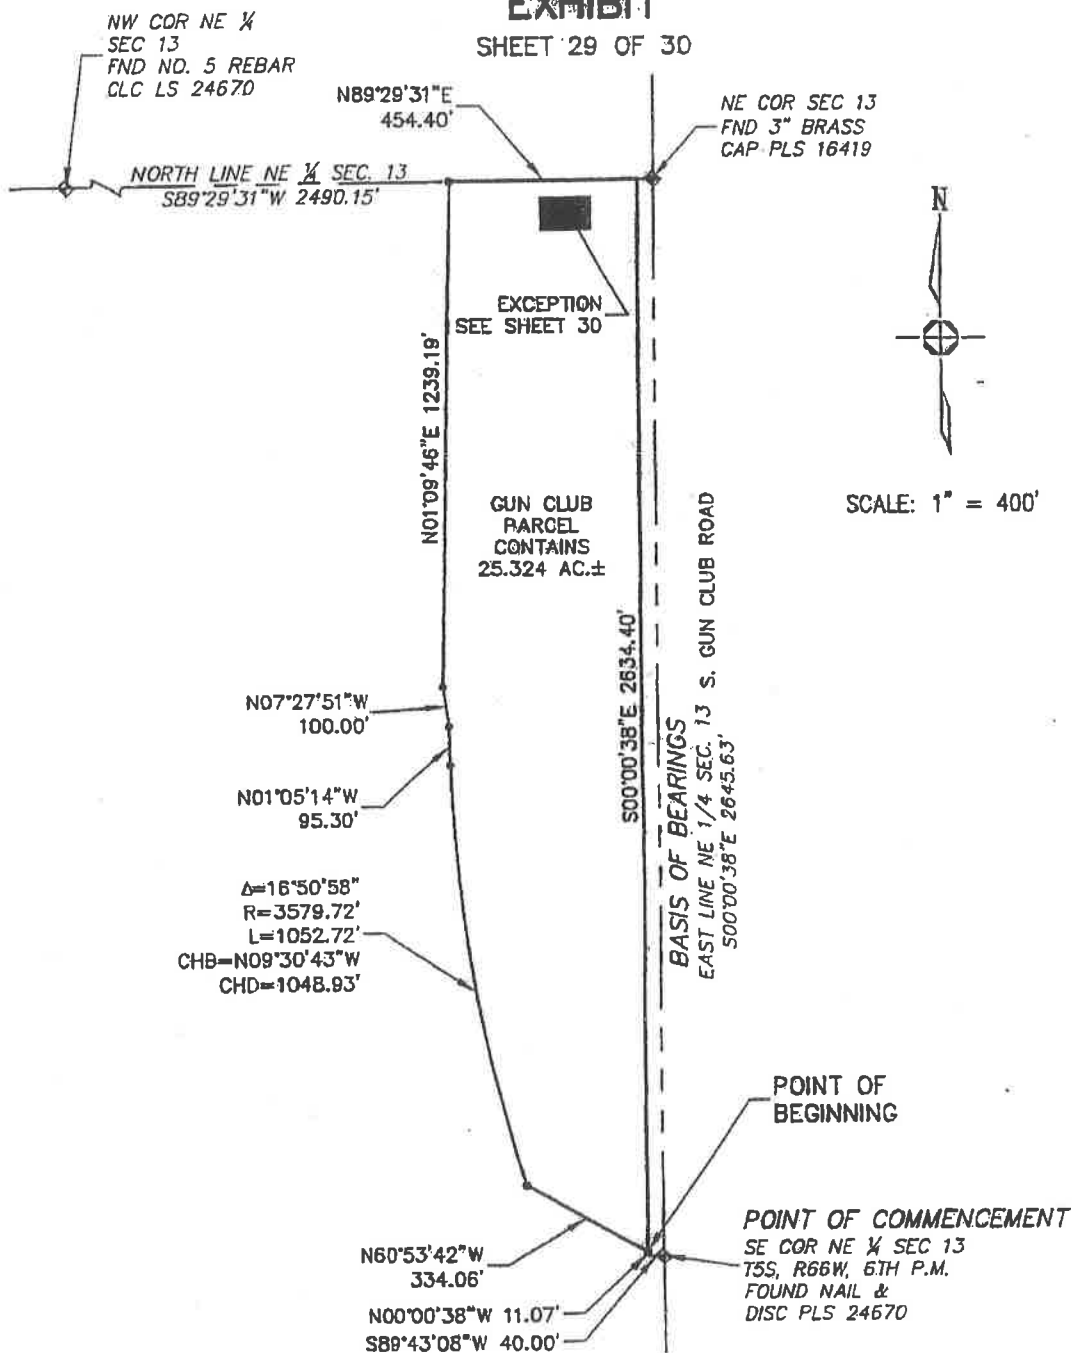 EXHIBIT
SHEET 29 OF 30
NW COR NE ¼
SEC 13
FND NO. 5 REBAR
CLC LS 24670
N89°29'31"E
454.40'
NE COR SEC 13
FND 3" BRASS
CAP PLS 16419
NORTH LINE NE ¼ SEC. 13
S89°29'31"W 2490.15'
N
EXCEPTION
SEE SHEET 30
N01°09'46"E 1239.19'
SCALE: 1" = 400'
GUN CLUB
PARCEL
CONTAINS
25.324 AC.±
S00°00'38"E 2634.40'
BASIS OF BEARINGS
EAST LINE NE 1/4 SEC. 13 S. GUN CLUB ROAD
S00°00'38"E 2645.63'
N07°27'51"W
100.00'
N01°05'14"W
95.30'
Δ=16°50'58"
R=3579.72'
L=1052.72'
CHB=N09°30'43"W
CHD=1048.93'
POINT OF
BEGINNING
POINT OF COMMENCEMENT
SE COR NE ¼ SEC 13
T5S, R66W, 6TH P.M.
FOUND NAIL &
DISC PLS 24670
N60°53'42"W
334.06'
N00°00'38"W 11.07'
S89°43'08"W 40.00'